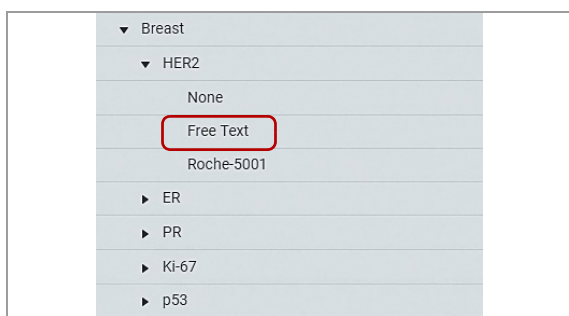 Breast
HER2
None
Free Text
Roche-5001
ER
PR
Ki-67
p53